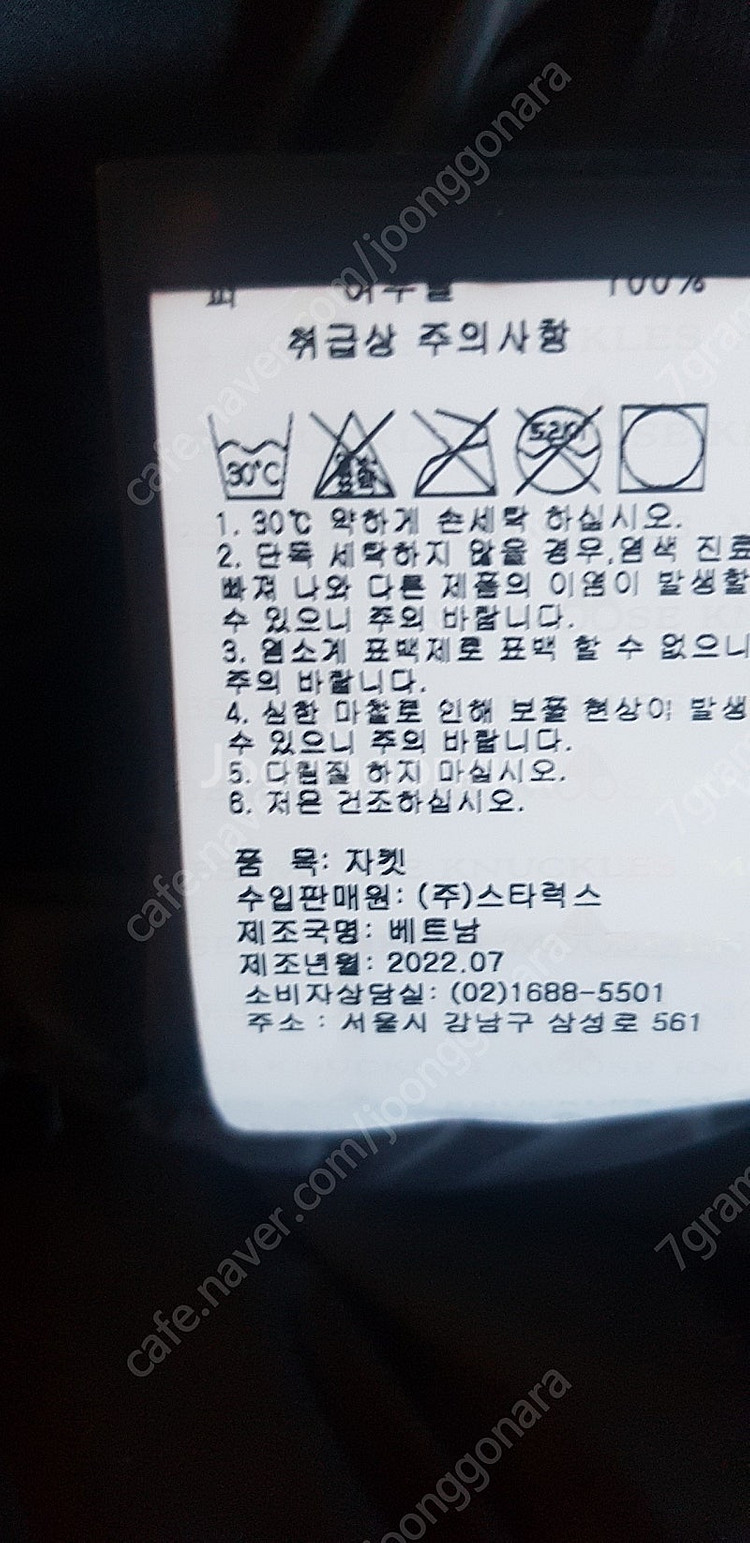 100%
취급상 주의사항
30℃
1. 30℃ 약하게 손세탁 하십시오.
2. 단독 세탁하지 않을 경우,염색 진료
빠져 나와 다른 제품의 이염이 발생할
수 있으니 주의 바랍니다.
3. 염소계 표백제로 표백 할 수 없으니
주의 바랍니다.
4. 심한 마찰로 인해 보풀 현상이 발생
수 있으니 주의 바랍니다.
5. 다림질 하지 마십시오.
6. 저온 건조하십시오.
품 목: 자켓
수입판매원: (주)스타럭스
제조국명: 베트남
제조년월: 2022.07
소비자상담실: (02)1688-5501
주소 : 서울시 강남구 삼성로 561
cafe.naver.com/joonggonara
cafe.naver.com/joonggonara
joonggonara